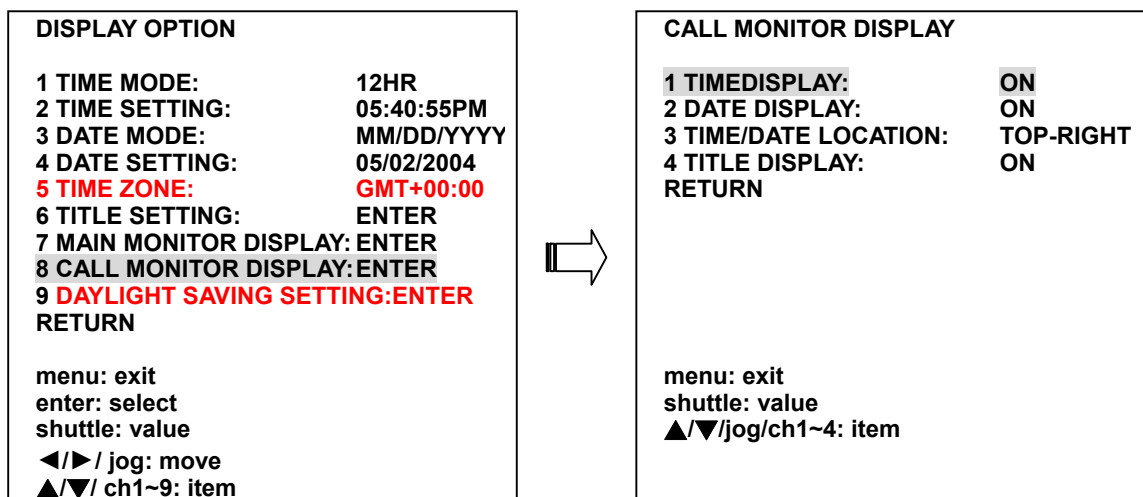 DISPLAY OPTION
1 TIME MODE: 12HR
2 TIME SETTING: 05:40:55PM
3 DATE MODE: MM/DD/YYYY
4 DATE SETTING: 05/02/2004
5 TIME ZONE: GMT+00:00
6 TITLE SETTING: ENTER
7 MAIN MONITOR DISPLAY: ENTER
8 CALL MONITOR DISPLAY: ENTER
9 DAYLIGHT SAVING SETTING:ENTER
RETURN
menu: exit
enter: select
shuttle: value
◄/►/ jog: move
▲/▼/ ch1~9: item
CALL MONITOR DISPLAY
1 TIMEDISPLAY: ON
2 DATE DISPLAY: ON
3 TIME/DATE LOCATION: TOP-RIGHT
4 TITLE DISPLAY: ON
RETURN
menu: exit
shuttle: value
▲/▼/jog/ch1~4: item